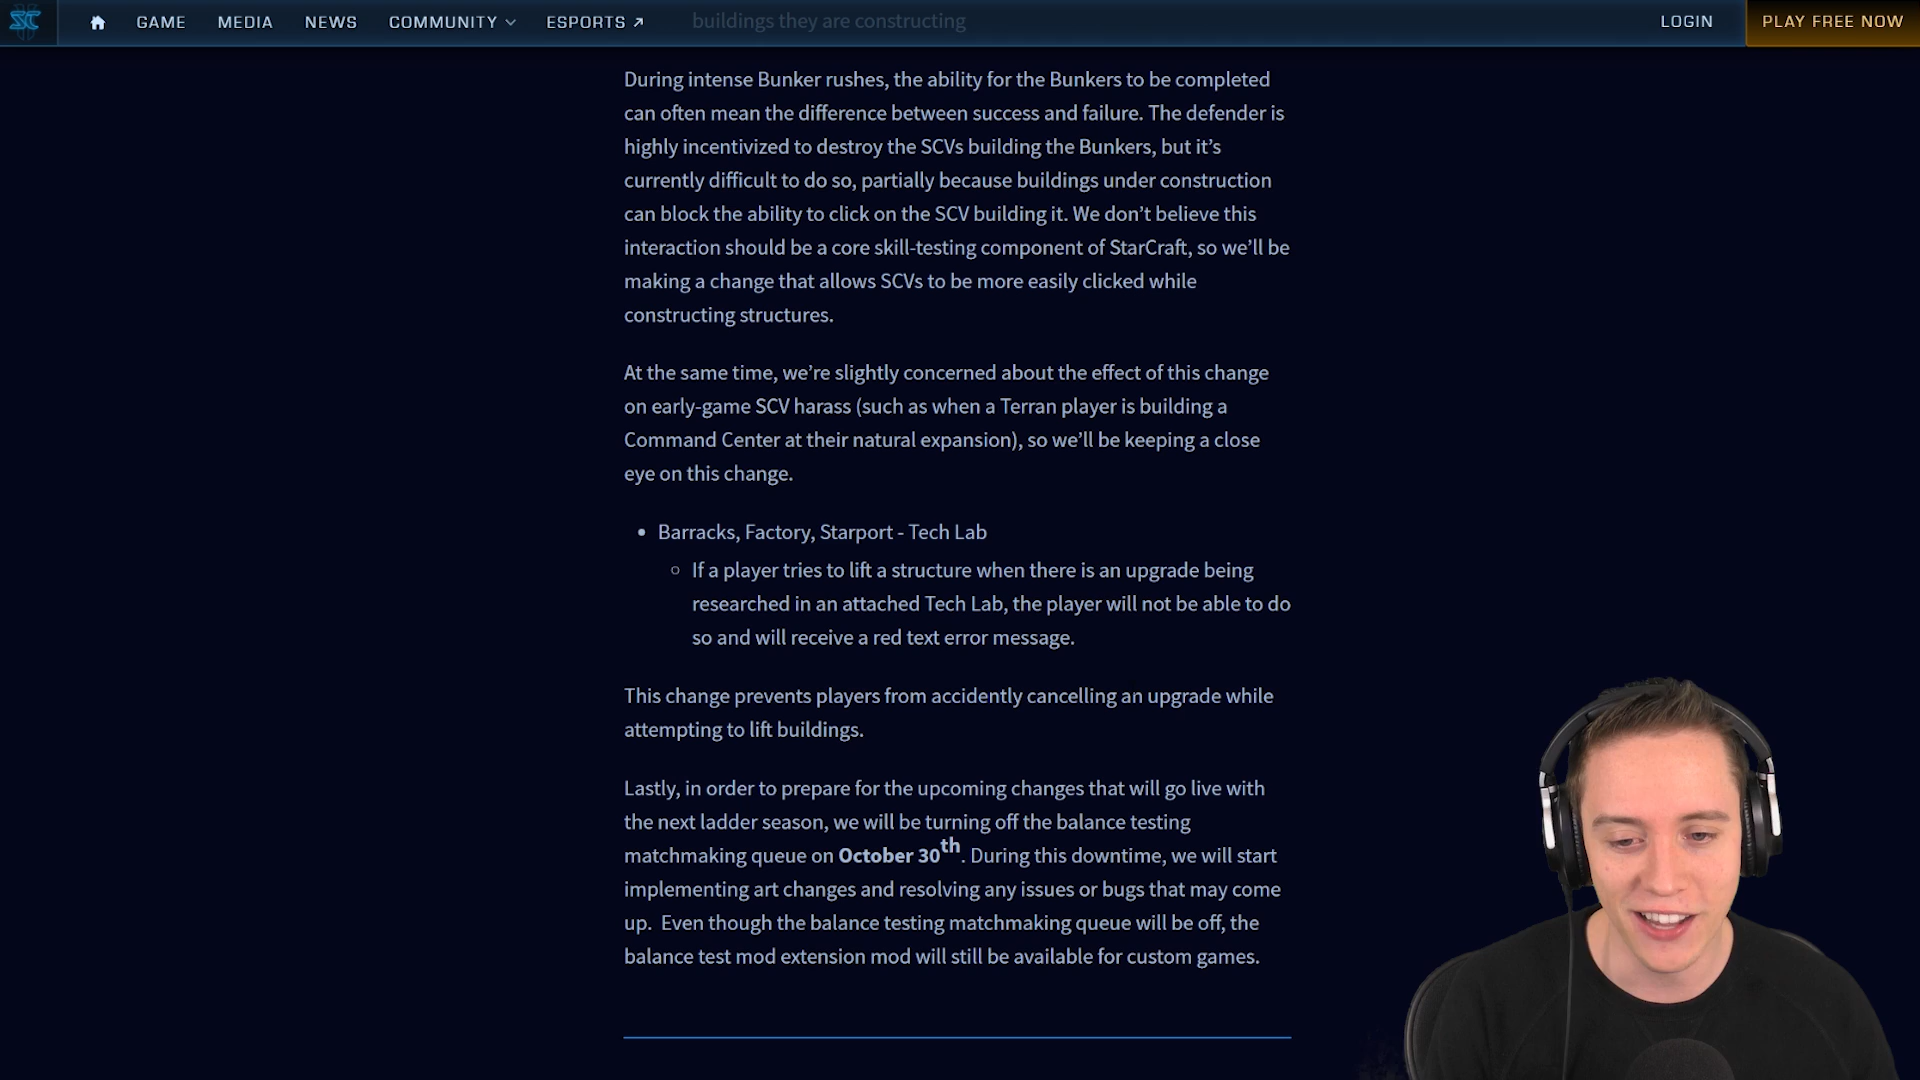 GAME MEDIA NEWS COMMUNITY ESPORTS buildings they are constructing LOGIN PLAY FREE NOW
During intense Bunker rushes, the ability for the Bunkers to be completed
can often mean the difference between success and failure. The defender is
highly incentivized to destroy the SCVs building the Bunkers, but it’s
currently difficult to do so, partially because buildings under construction
can block the ability to click on the SCV building it. We don’t believe this
interaction should be a core skill-testing component of StarCraft, so we’ll be
making a change that allows SCVs to be more easily clicked while
constructing structures.
At the same time, we’re slightly concerned about the effect of this change
on early-game SCV harass (such as when a Terran player is building a
Command Center at their natural expansion), so we’ll be keeping a close
eye on this change.
• Barracks, Factory, Starport - Tech Lab
○ If a player tries to lift a structure when there is an upgrade being
researched in an attached Tech Lab, the player will not be able to do
so and will receive a red text error message.
This change prevents players from accidently cancelling an upgrade while
attempting to lift buildings.
Lastly, in order to prepare for the upcoming changes that will go live with
the next ladder season, we will be turning off the balance testing
matchmaking queue on October 30th. During this downtime, we will start
implementing art changes and resolving any issues or bugs that may come
up.  Even though the balance testing matchmaking queue will be off, the
balance test mod extension mod will still be available for custom games.